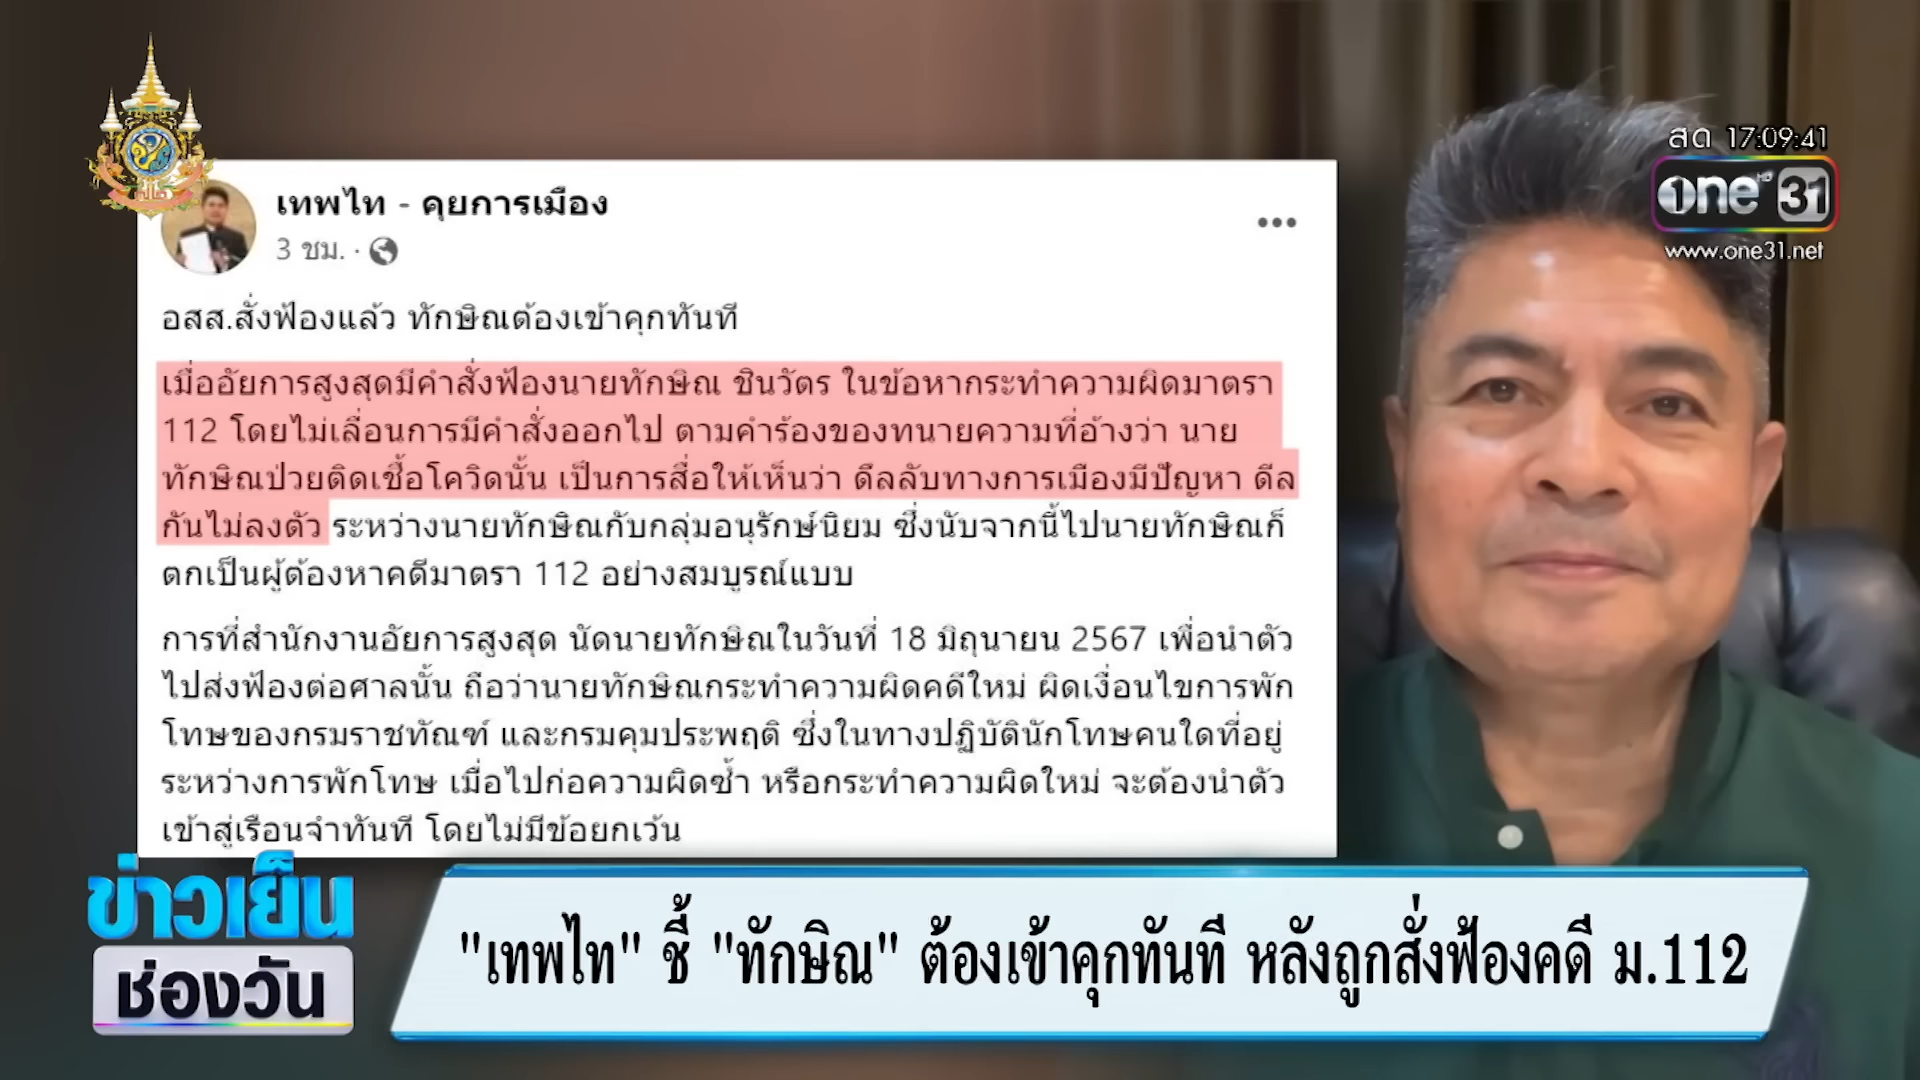 สด 17:09:41
one HD 31
www.one31.net
เทพไท - คุยการเมือง
3 ชม. ·
อสส.สั่งฟ้องแล้ว ทักษิณต้องเข้าคุกทันที
เมื่ออัยการสูงสุดมีคำสั่งฟ้องนายทักษิณ ชินวัตร ในข้อหากระทำความผิดมาตรา
112 โดยไม่เลื่อนการมีคำสั่งออกไป ตามคำร้องของทนายความที่อ้างว่า นาย
ทักษิณป่วยติดเชื้อโควิดนั้น เป็นการสื่อให้เห็นว่า ดีลลับทางการเมืองมีปัญหา ดีล
กันไม่ลงตัว ระหว่างนายทักษิณกับกลุ่มอนุรักษ์นิยม ซึ่งนับจากนี้ไปนายทักษิณก็
ตกเป็นผู้ต้องหาคดีมาตรา 112 อย่างสมบูรณ์แบบ
การที่สำนักงานอัยการสูงสุด นัดนายทักษิณในวันที่ 18 มิถุนายน 2567 เพื่อนำตัว
ไปส่งฟ้องต่อศาลนั้น ถือว่านายทักษิณกระทำความผิดคดีใหม่ ผิดเงื่อนไขการพัก
โทษของกรมราชทัณฑ์ และกรมคุมประพฤติ ซึ่งในทางปฏิบัตินักโทษคนใดที่อยู่
ระหว่างการพักโทษ เมื่อไปก่อความผิดซ้ำ หรือกระทำความผิดใหม่ จะต้องนำตัว
เข้าสู่เรือนจำทันที โดยไม่มีข้อยกเว้น
ข่าวเย็น
ช่องวัน
"เทพไท" ชี้ "ทักษิณ" ต้องเข้าคุกทันที หลังถูกสั่งฟ้องคดี ม.112